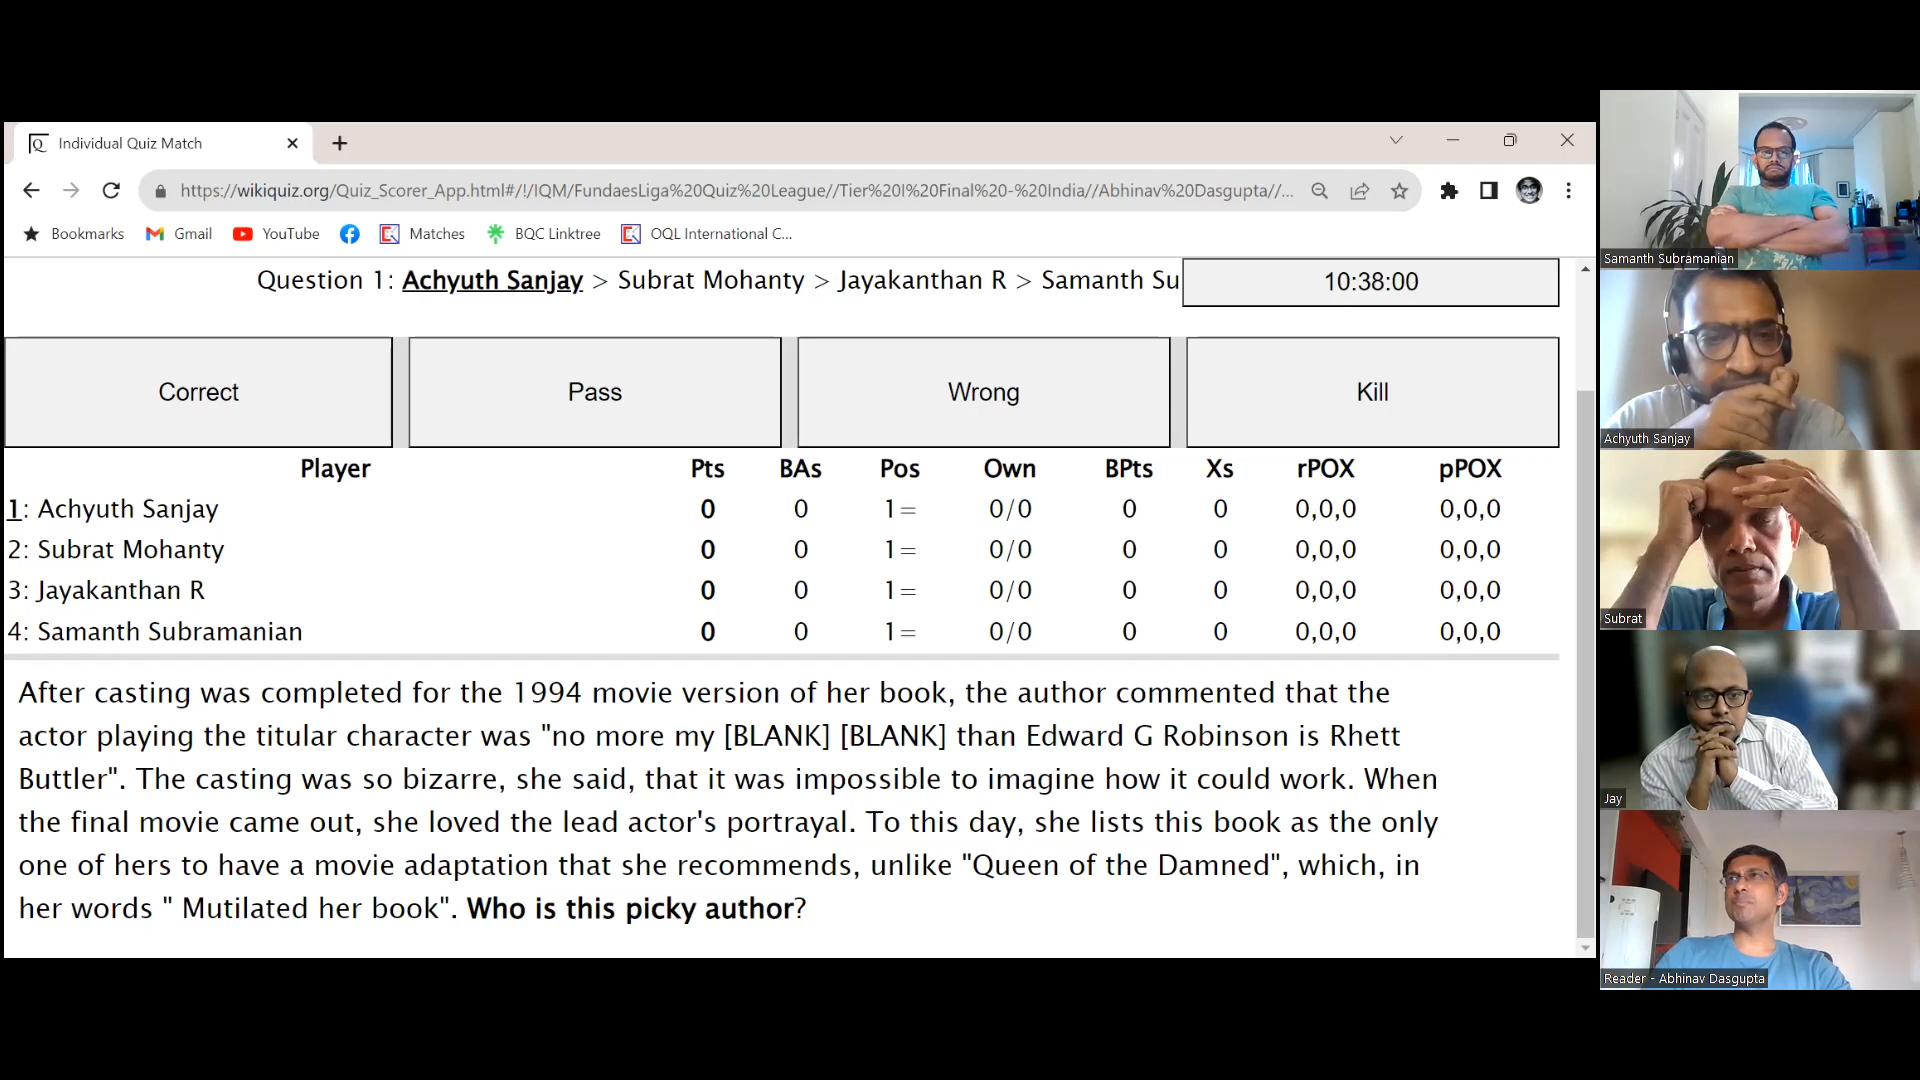 Individual Quiz Match
https://wikiquiz.org/Quiz_Scorer_App.html#/!/IQM/FundaesLiga%20Quiz%20League//Tier%20I%20Final%20-%20India//Abhinav%20Dasgupta//...
Bookmarks Gmail YouTube Matches BQC Linktree OQL International C...
Question 1: Achyuth Sanjay > Subrat Mohanty > Jayakanthan R > Samanth Su
10:38:00
Correct Pass Wrong Kill
Player Pts BAs Pos Own BPts Xs rPOX pPOX
1: Achyuth Sanjay 0 0 1= 0/0 0 0 0,0,0 0,0,0
2: Subrat Mohanty 0 0 1= 0/0 0 0 0,0,0 0,0,0
3: Jayakanthan R 0 0 1= 0/0 0 0 0,0,0 0,0,0
4: Samanth Subramanian 0 0 1= 0/0 0 0 0,0,0 0,0,0
After casting was completed for the 1994 movie version of her book, the author commented that the
actor playing the titular character was "no more my [BLANK] [BLANK] than Edward G Robinson is Rhett
Buttler". The casting was so bizarre, she said, that it was impossible to imagine how it could work. When
the final movie came out, she loved the lead actor's portrayal. To this day, she lists this book as the only
one of hers to have a movie adaptation that she recommends, unlike "Queen of the Damned", which, in
her words " Mutilated her book". Who is this picky author?
Samanth Subramanian
Achyuth Sanjay
Subrat
Jay
Reader - Abhinav Dasgupta